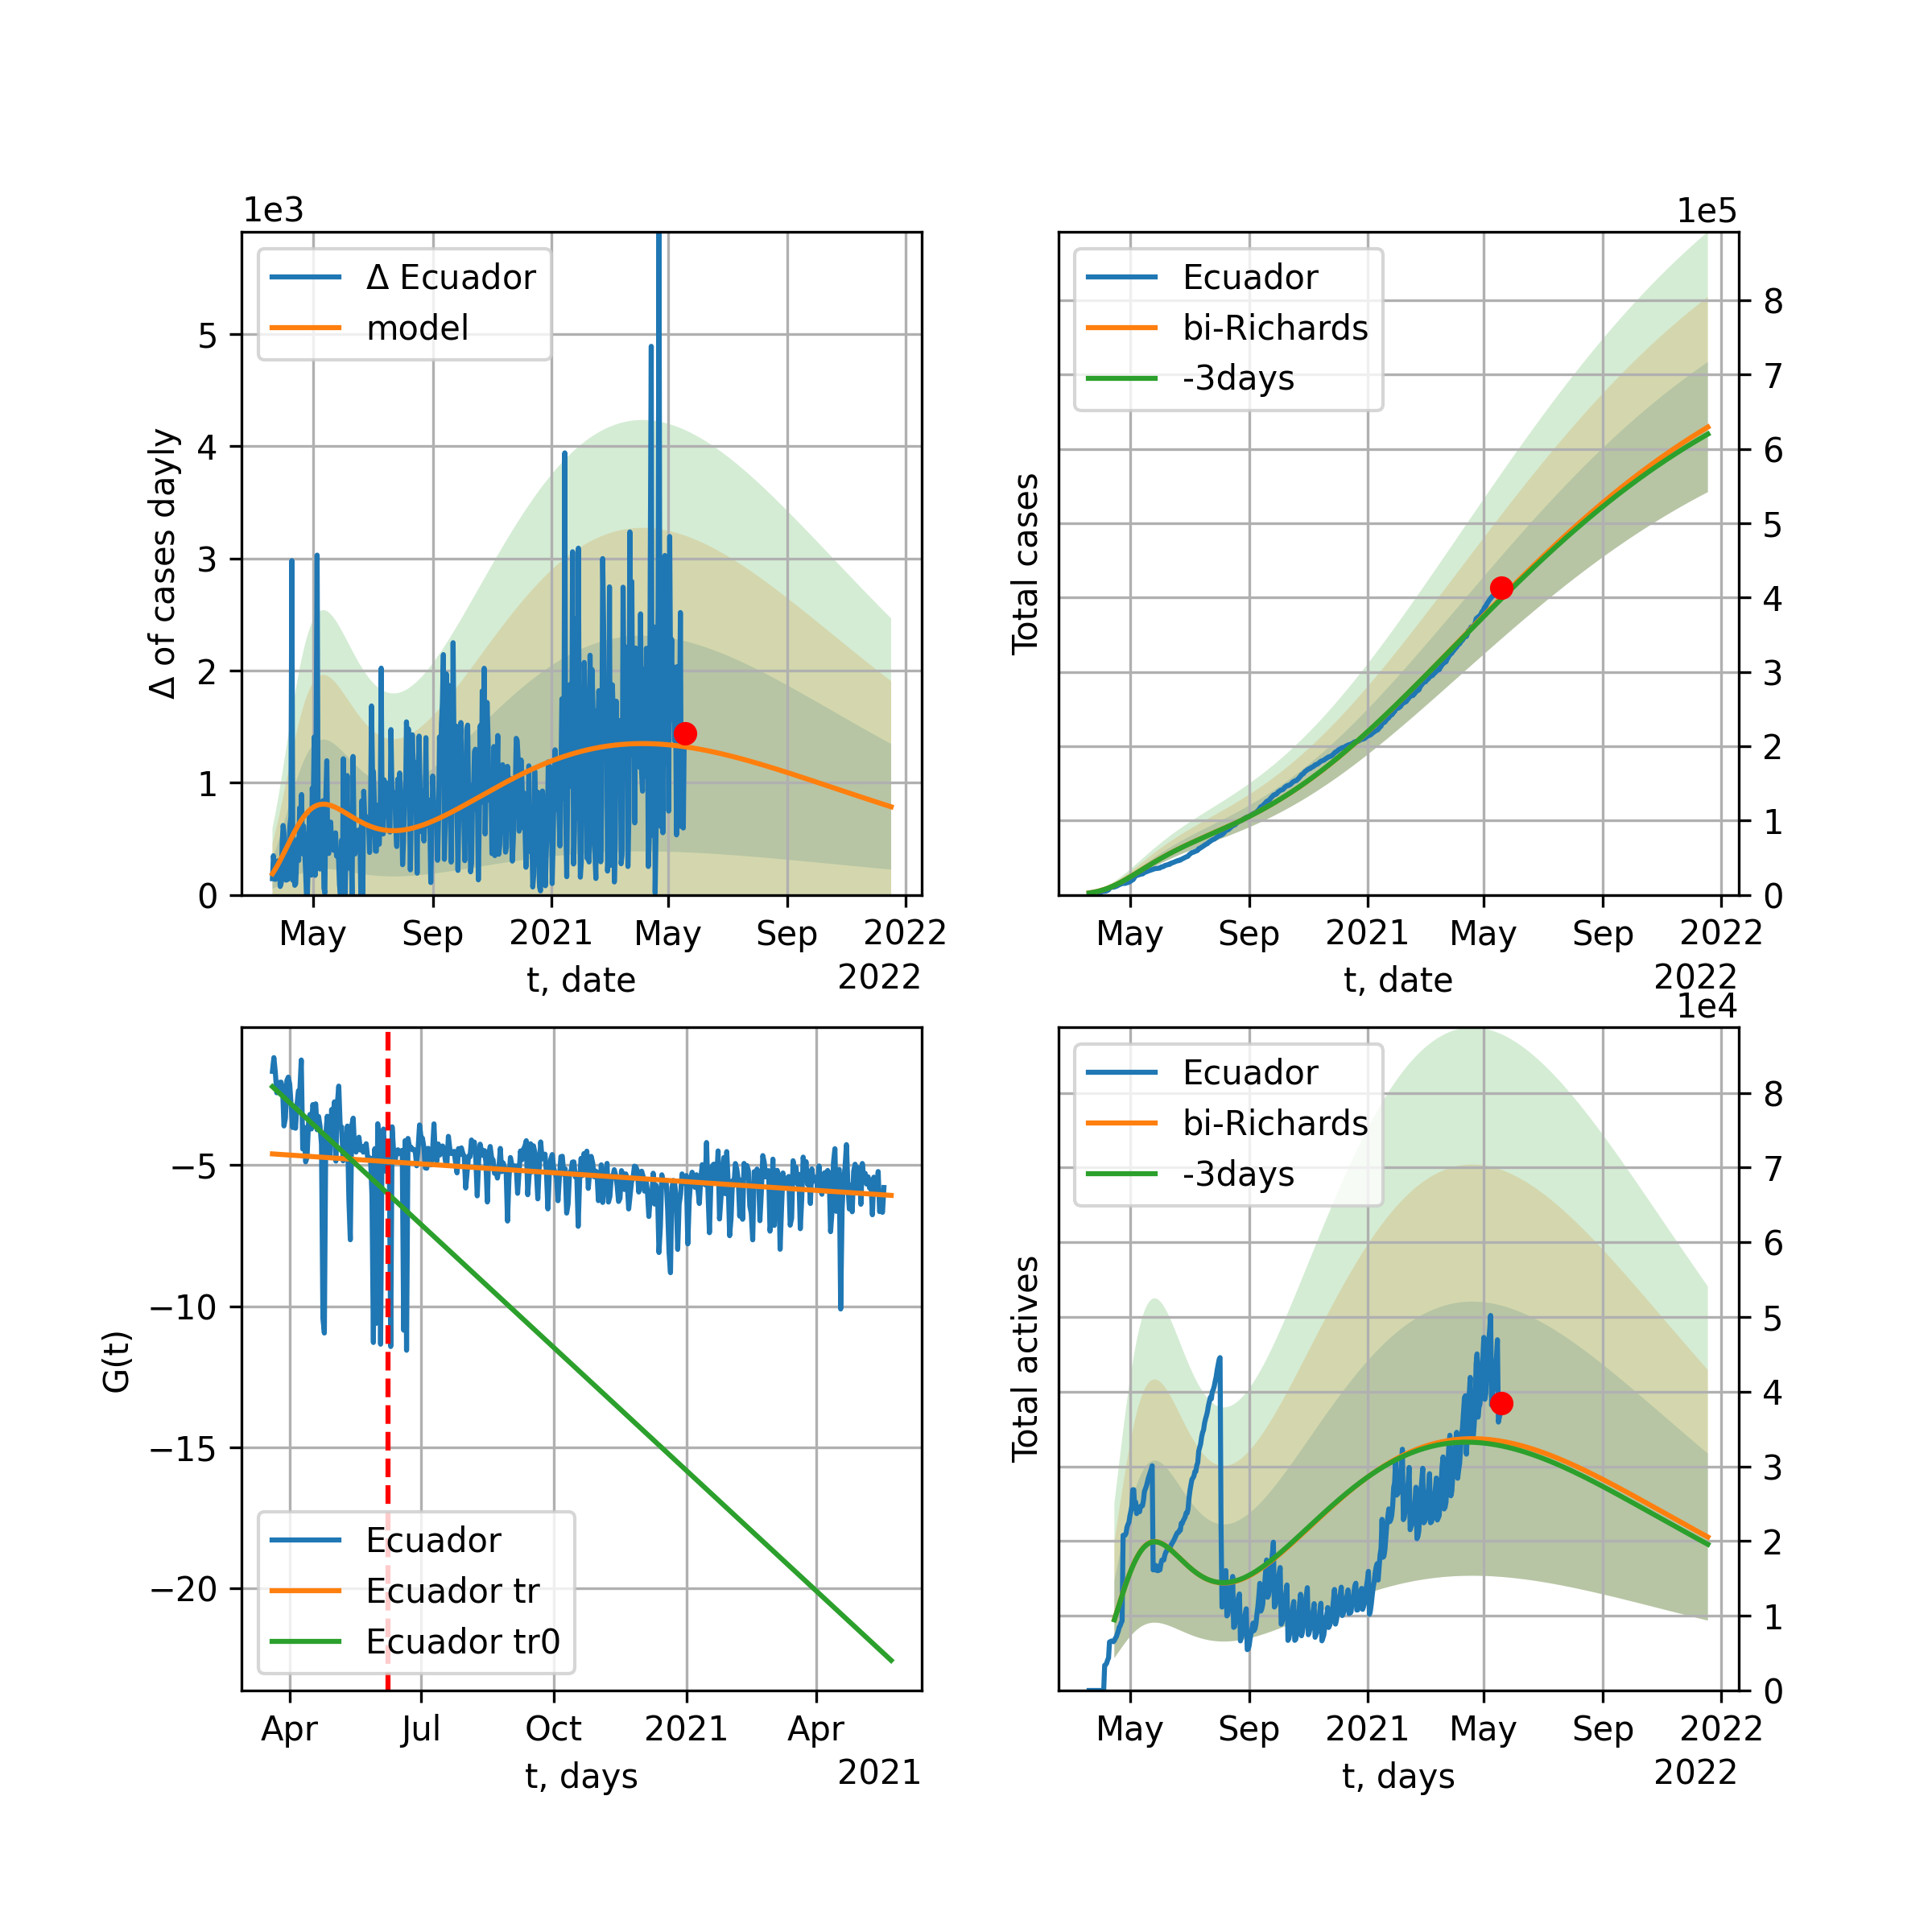 1e3
Δ of cases dayly
5
4
3
2
1
0
Δ Ecuador
model
May Sep 2021 May Sep 2022
t, date
2022
1e5
Total cases
Ecuador
bi-Richards
-3days
8
7
6
5
4
3
2
1
0
May Sep 2021 May Sep 2022
t, date
2022
G(t)
−5
−10
−15
−20
Ecuador
Ecuador tr
Ecuador tr0
Apr Jul Oct 2021 Apr
t, days
2021
1e4
Total actives
Ecuador
bi-Richards
-3days
8
7
6
5
4
3
2
1
0
May Sep 2021 May Sep 2022
t, days
2022